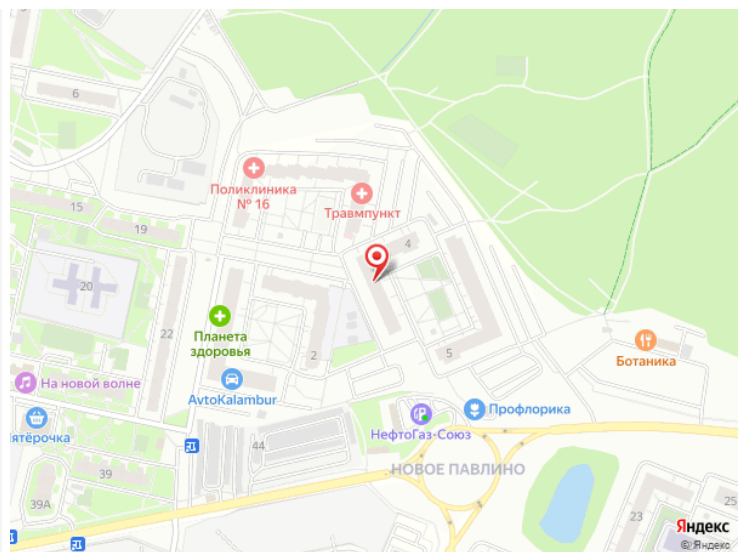 6
Поликлиника
№ 16
Травмпункт
15
19
4
20
22
Планета
здоровья
2
5
Ботаника
На новой волне
AvtoKalambur
Профлорика
НефтоГаз-Союз
44
39
НОВОЕ ПАВЛИНО
39А
23
25
Яндекс
© Яндекс